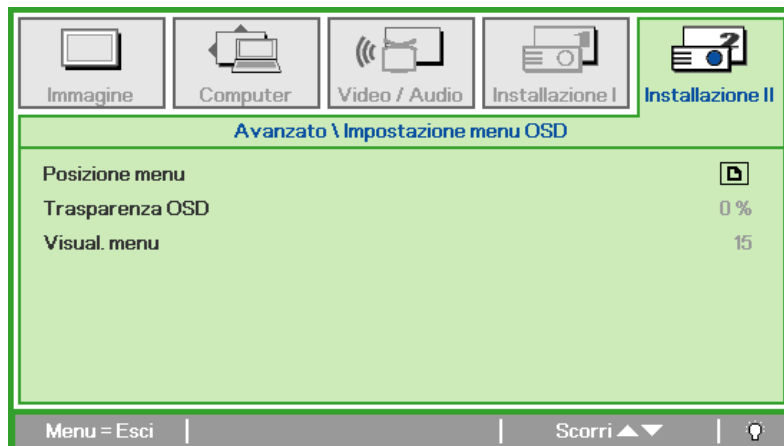 Immagine
Computer
Video / Audio
Installazione I
Installazione II
Avanzato \ Impostazione menu OSD
Posizione menu
Trasparenza OSD 0 %
Visual. menu 15
Menu = Esci Scorri ▲▼